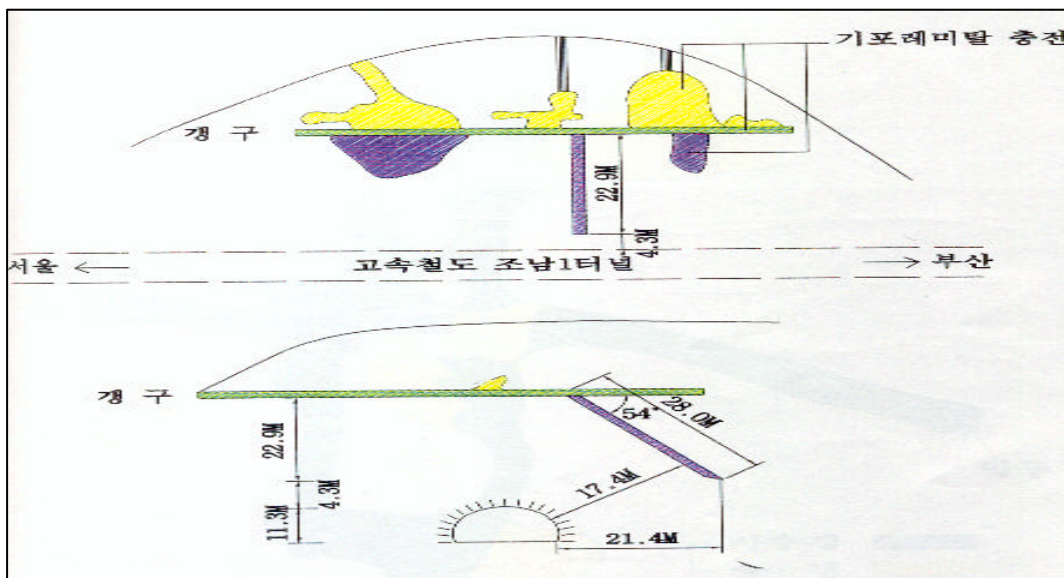 기포레미탈 충전
갱 구
22.9M
4.3M
서울
고속철도 조남1터널
부산
갱 구
54°
28.0M
22.9M
4.3M
11.3M
17.4M
21.4M